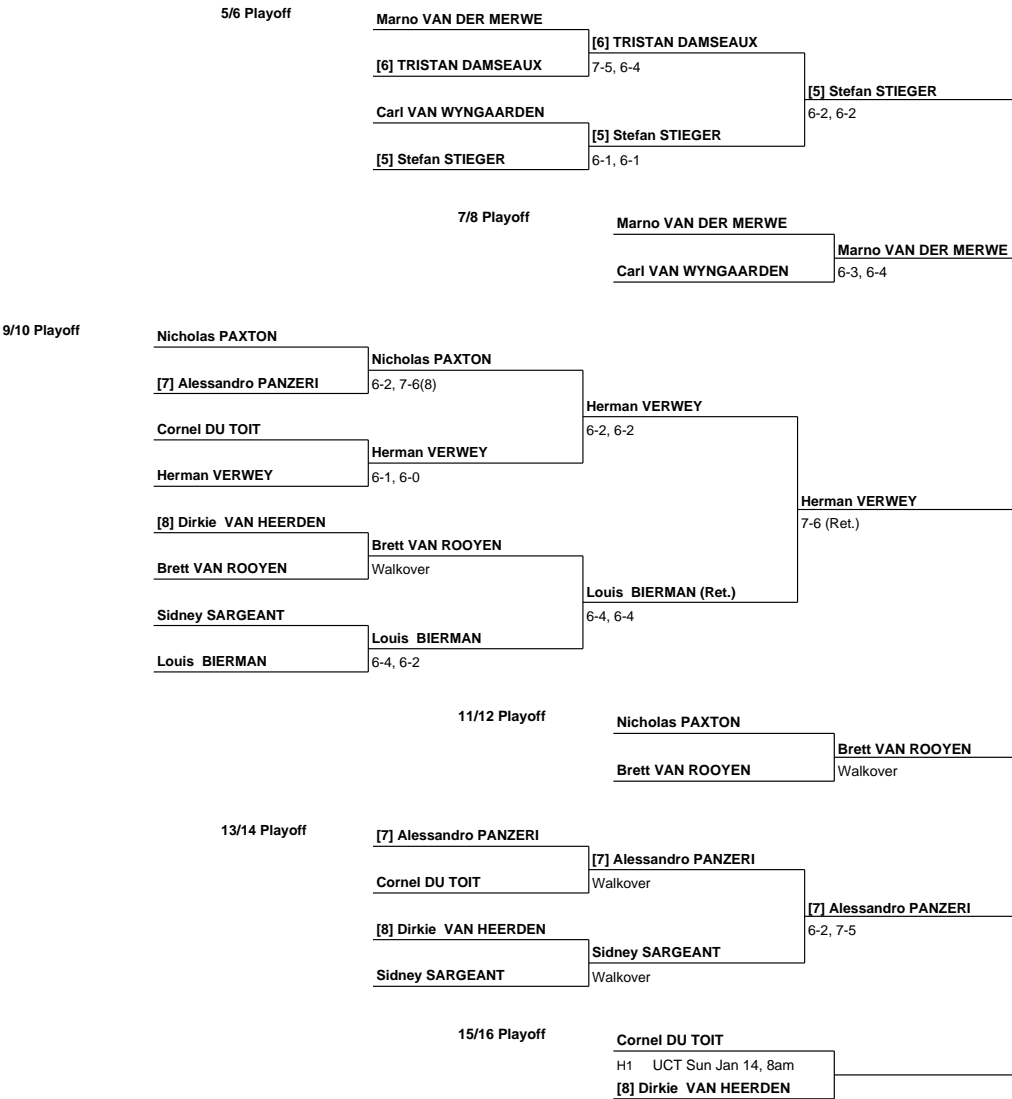 5/6 Playoff
Marno VAN DER MERWE
[6] TRISTAN DAMSEAUX
[6] TRISTAN DAMSEAUX
7-5, 6-4
[5] Stefan STIEGER
6-2, 6-2
Carl VAN WYNGAARDEN
[5] Stefan STIEGER
[5] Stefan STIEGER
6-1, 6-1
7/8 Playoff
Marno VAN DER MERWE
Marno VAN DER MERWE
Carl VAN WYNGAARDEN
6-3, 6-4
9/10 Playoff
Nicholas PAXTON
Nicholas PAXTON
[7] Alessandro PANZERI
6-2, 7-6(8)
Herman VERWEY
6-2, 6-2
Cornel DU TOIT
Herman VERWEY
Herman VERWEY
6-1, 6-0
Herman VERWEY
7-6 (Ret.)
[8] Dirkie  VAN HEERDEN
Brett VAN ROOYEN
Brett VAN ROOYEN
Walkover
Louis  BIERMAN (Ret.)
6-4, 6-4
Sidney SARGEANT
Louis  BIERMAN
Louis  BIERMAN
6-4, 6-2
11/12 Playoff
Nicholas PAXTON
Brett VAN ROOYEN
Brett VAN ROOYEN
Walkover
13/14 Playoff
[7] Alessandro PANZERI
[7] Alessandro PANZERI
Cornel DU TOIT
Walkover
[7] Alessandro PANZERI
6-2, 7-5
[8] Dirkie  VAN HEERDEN
Sidney SARGEANT
Sidney SARGEANT
Walkover
15/16 Playoff
Cornel DU TOIT
H1 UCT Sun Jan 14, 8am
[8] Dirkie  VAN HEERDEN